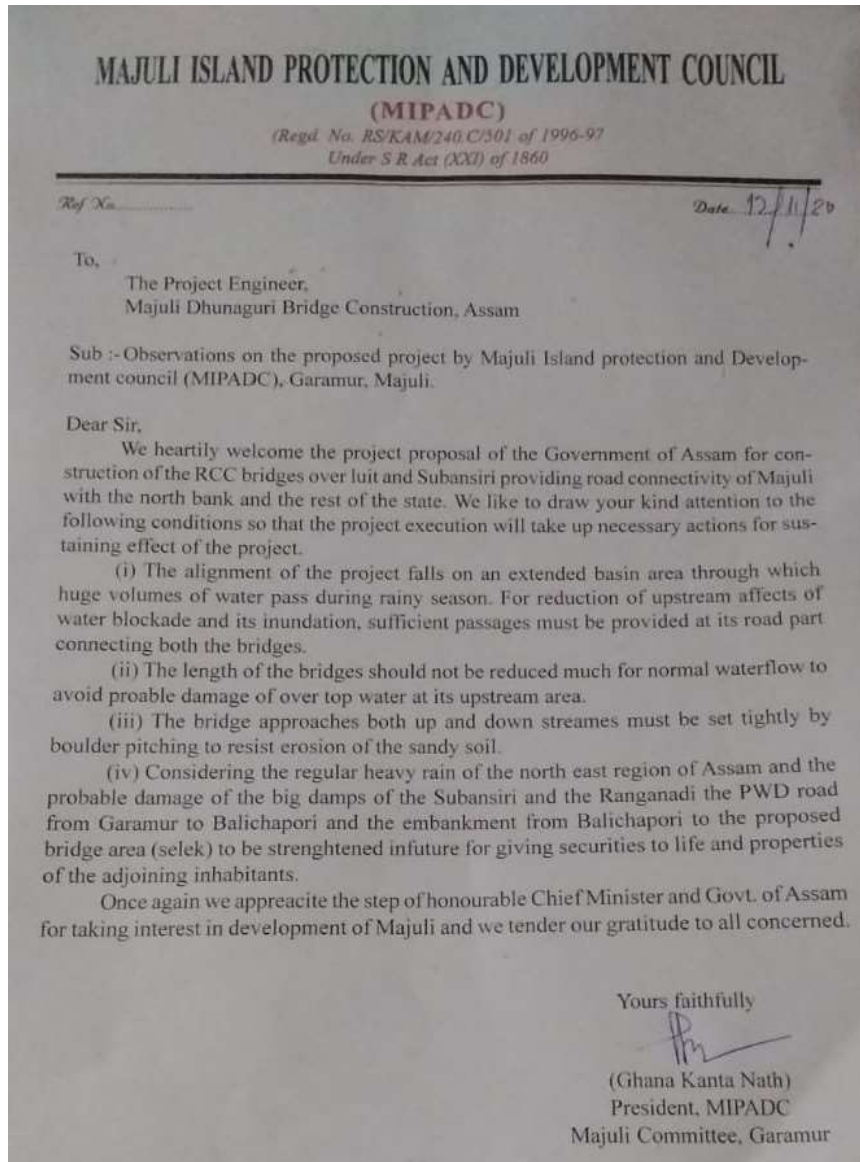 MAJULI ISLAND PROTECTION AND DEVELOPMENT COUNCIL
(MIPADC)
(Regd. No. RS/KAM/240.C/501 of 1996-97
Under S R Act (XXI) of 1860
Ref No..................
Date. 12/11/20
To,
The Project Engineer,
Majuli Dhunaguri Bridge Construction, Assam
Sub :- Observations on the proposed project by Majuli Island protection and Develop-
ment council (MIPADC), Garamur, Majuli.
Dear Sir,
We heartily welcome the project proposal of the Government of Assam for con-
struction of the RCC bridges over luit and Subansiri providing road connectivity of Majuli
with the north bank and the rest of the state. We like to draw your kind attention to the
following conditions so that the project execution will take up necessary actions for sus-
taining effect of the project.
(i) The alignment of the project falls on an extended basin area through which
huge volumes of water pass during rainy season. For reduction of upstream affects of
water blockade and its inundation, sufficient passages must be provided at its road part
connecting both the bridges.
(ii) The length of the bridges should not be reduced much for normal waterflow to
avoid proable damage of over top water at its upstream area.
(iii) The bridge approaches both up and down streames must be set tightly by
boulder pitching to resist erosion of the sandy soil.
(iv) Considering the regular heavy rain of the north east region of Assam and the
probable damage of the big damps of the Subansiri and the Ranganadi the PWD road
from Garamur to Balichapori and the embankment from Balichapori to the proposed
bridge area (selek) to be strenghtened infuture for giving securities to life and properties
of the adjoining inhabitants.
Once again we appreacite the step of honourable Chief Minister and Govt. of Assam
for taking interest in development of Majuli and we tender our gratitude to all concerned.
Yours faithfully
(Ghana Kanta Nath)
President, MIPADC
Majuli Committee, Garamur